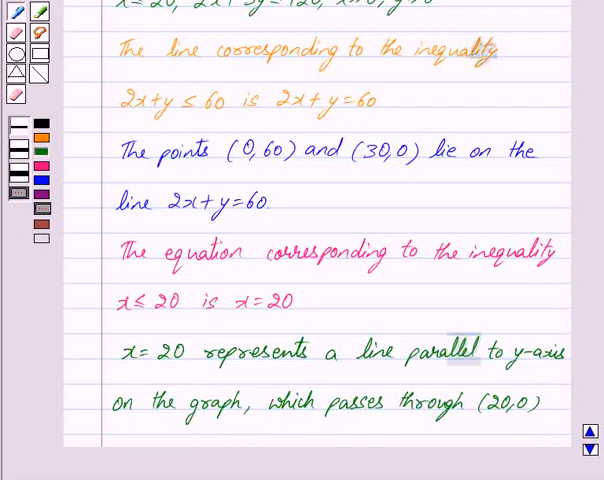 The line corresponding to the inequality
2x+y ≤ 60 is 2x+y=60
The points (0,60) and (30,0) lie on the
line 2x+y=60.
The equation corresponding to the inequality
x ≤ 20 is x=20
x=20 represents a line parallel to y-axis
on the graph, which passes through (20,0)